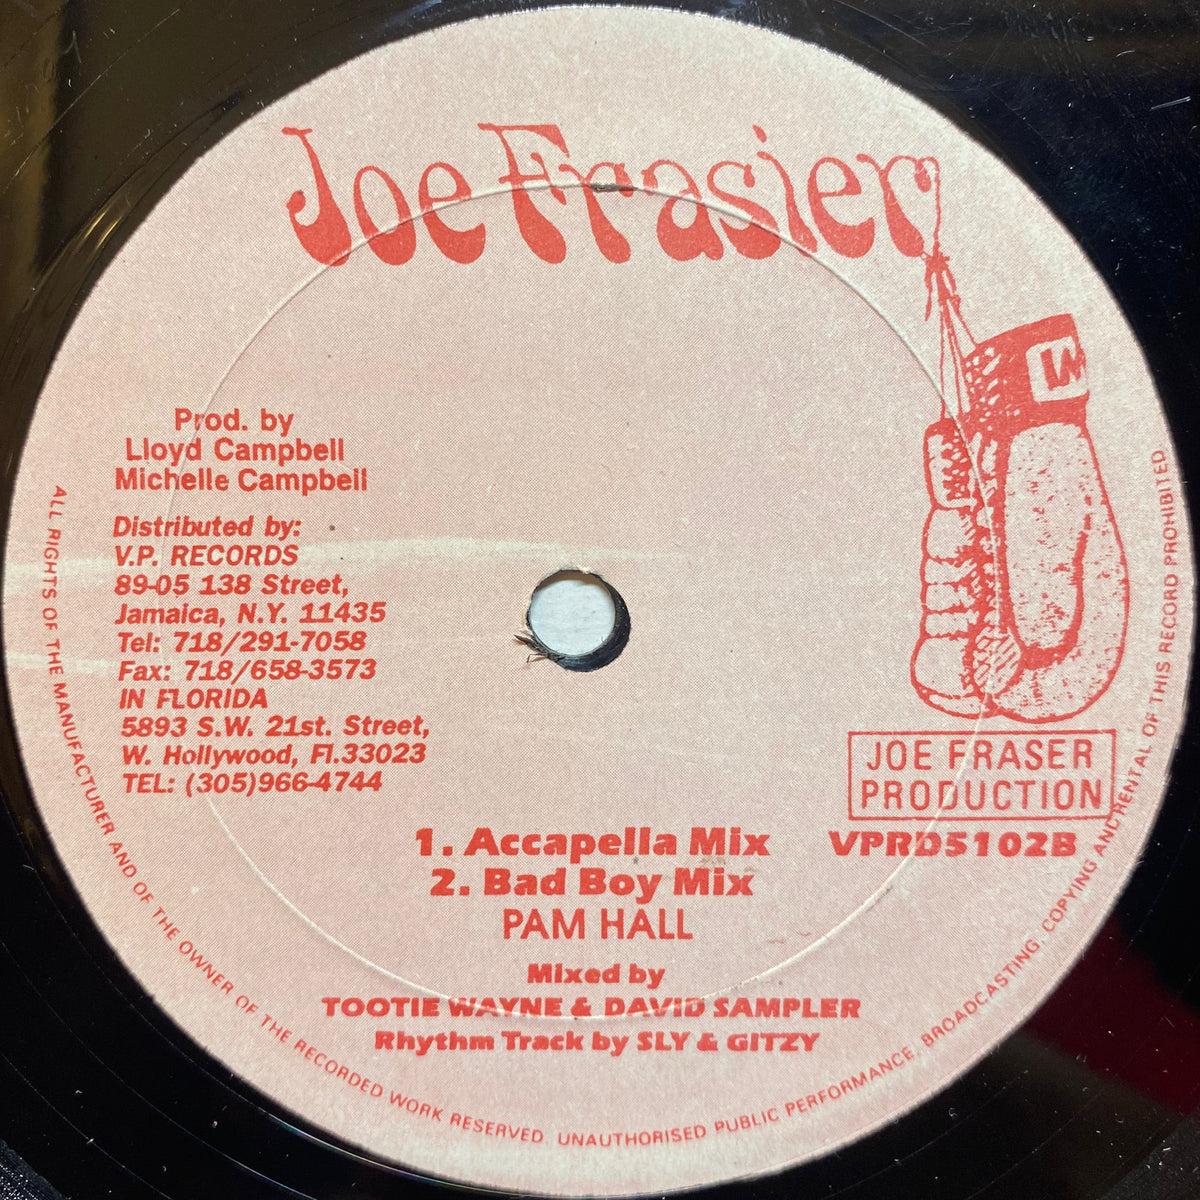 Joe Frasier
W
Prod. by
Lloyd Campbell
Michelle Campbell
Distributed by:
V.P. RECORDS
89-05 138 Street,
Jamaica, N.Y. 11435
Tel: 718/291-7058
Fax: 718/658-3573
IN FLORIDA
5893 S.W. 21st. Street,
W. Hollywood, Fl.33023
TEL: (305)966-4744
JOE FRASER
PRODUCTION
VPRD5102B
1. Accapella Mix
2. Bad Boy Mix
PAM HALL
Mixed by
TOOTIE WAYNE & DAVID SAMPLER
Rhythm Track by SLY & GITZY
ALL RIGHTS OF THE MANUFACTURER AND OF THE OWNER OF THE RECORDED WORK RESERVED. UNAUTHORISED PUBLIC PERFORMANCE, BROADCASTING, COPYING AND RENTAL OF THIS RECORD PROHIBITED.